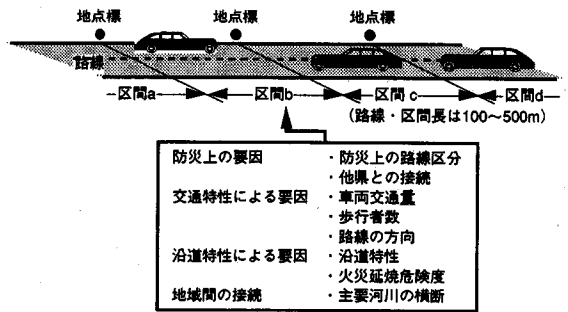 地点標 地点標 地点標
路線
区間a 区間b 区間c 区間d
(路線・区間長は100~500m)
防災上の要因 ・防災上の路線区分
・他県との接続
交通特性による要因 ・車両交通量
・歩行者数
・路線の方向
沿道特性による要因 ・沿道特性
・火災延焼危険度
地域間の接続 ・主要河川の横断